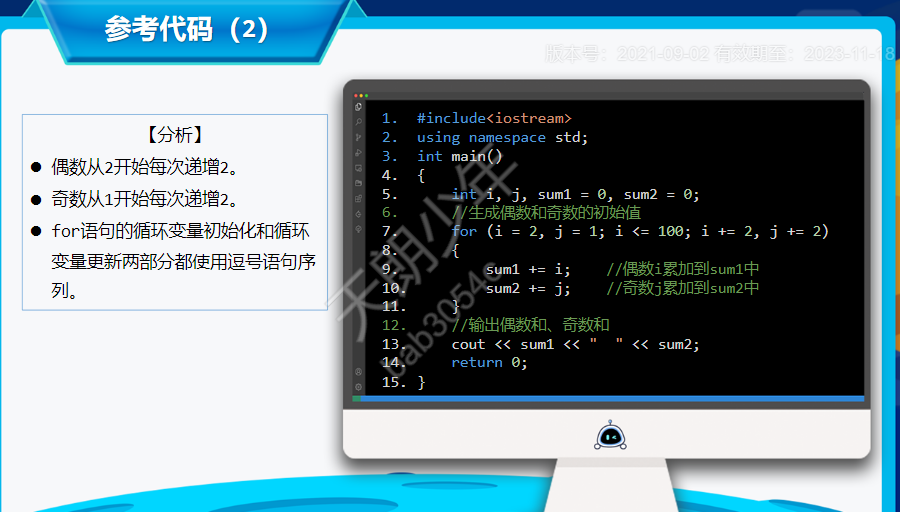 参考代码（2）
版本号：2021-09-02 有效期至：2023-11-18
【分析】
● 偶数从2开始每次递增2。
● 奇数从1开始每次递增2。
● for语句的循环变量初始化和循环
变量更新两部分都使用逗号语句序
列。
1. #include<iostream>
2. using namespace std;
3. int main()
4. {
5. int i, j, sum1 = 0, sum2 = 0;
6. //生成偶数和奇数的初始值
7. for (i = 2, j = 1; i <= 100; i += 2, j += 2)
8. {
9. sum1 += i; //偶数i累加到sum1中
10. sum2 += j; //奇数j累加到sum2中
11. }
12. //输出偶数和、奇数和
13. cout << sum1 << "  " << sum2;
14. return 0;
15. }
天朗少年